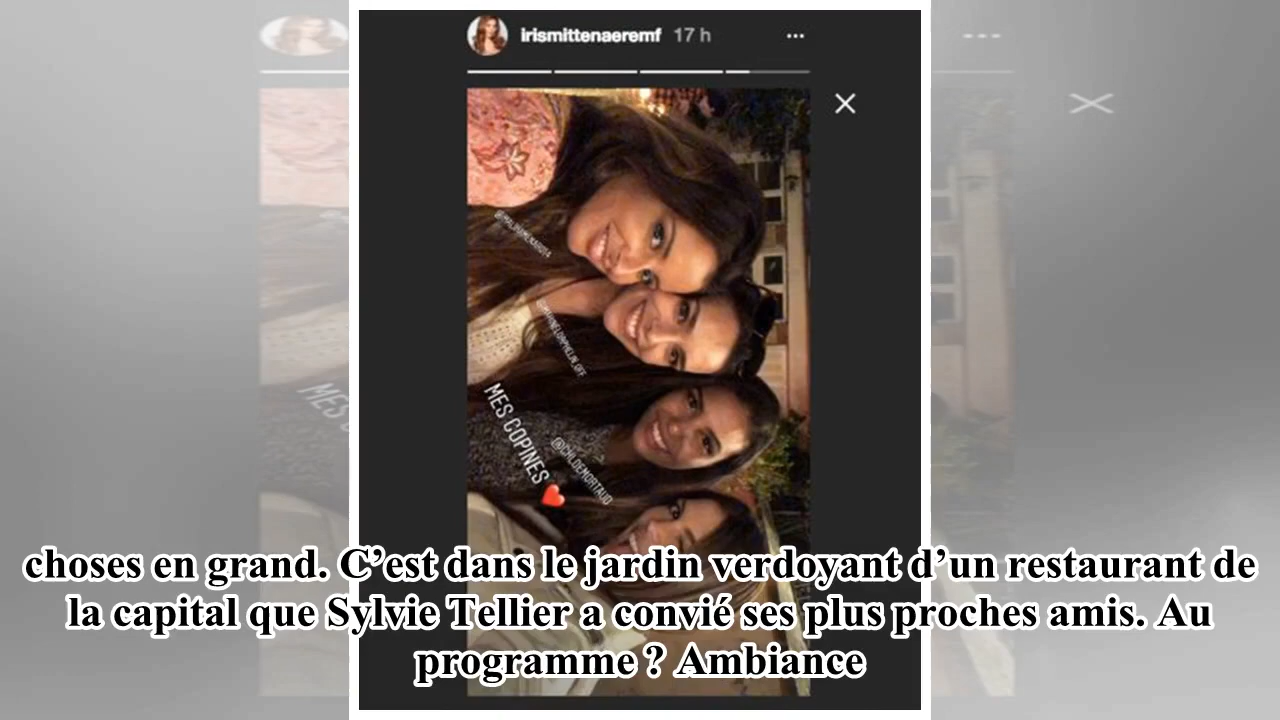 irismittenaeremf 17 h
MES COPINES
@CHLOEMORTAUD
choses en grand. C’est dans le jardin verdoyant d’un restaurant de
la capital que Sylvie Tellier a convié ses plus proches amis. Au
programme ? Ambiance